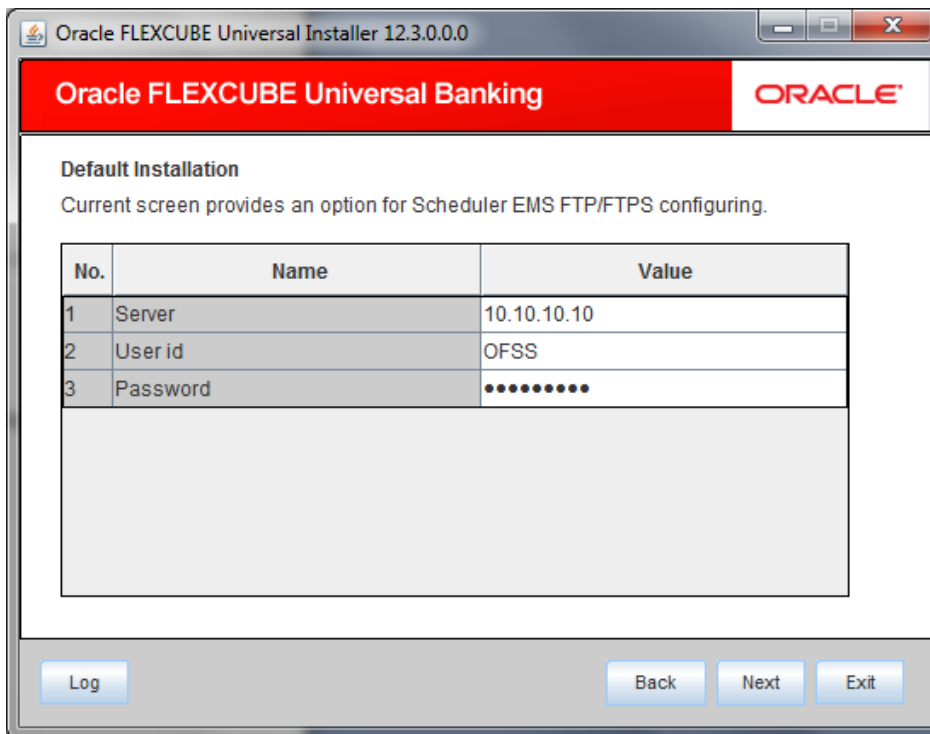 Oracle FLEXCUBE Universal Installer 12.3.0.0.0
Oracle FLEXCUBE Universal Banking
ORACLE
Default Installation
Current screen provides an option for Scheduler EMS FTP/FTPS configuring.
No. Name Value
1 Server 10.10.10.10
2 User id OFSS
3 Password •••••••••
Log Back Next Exit